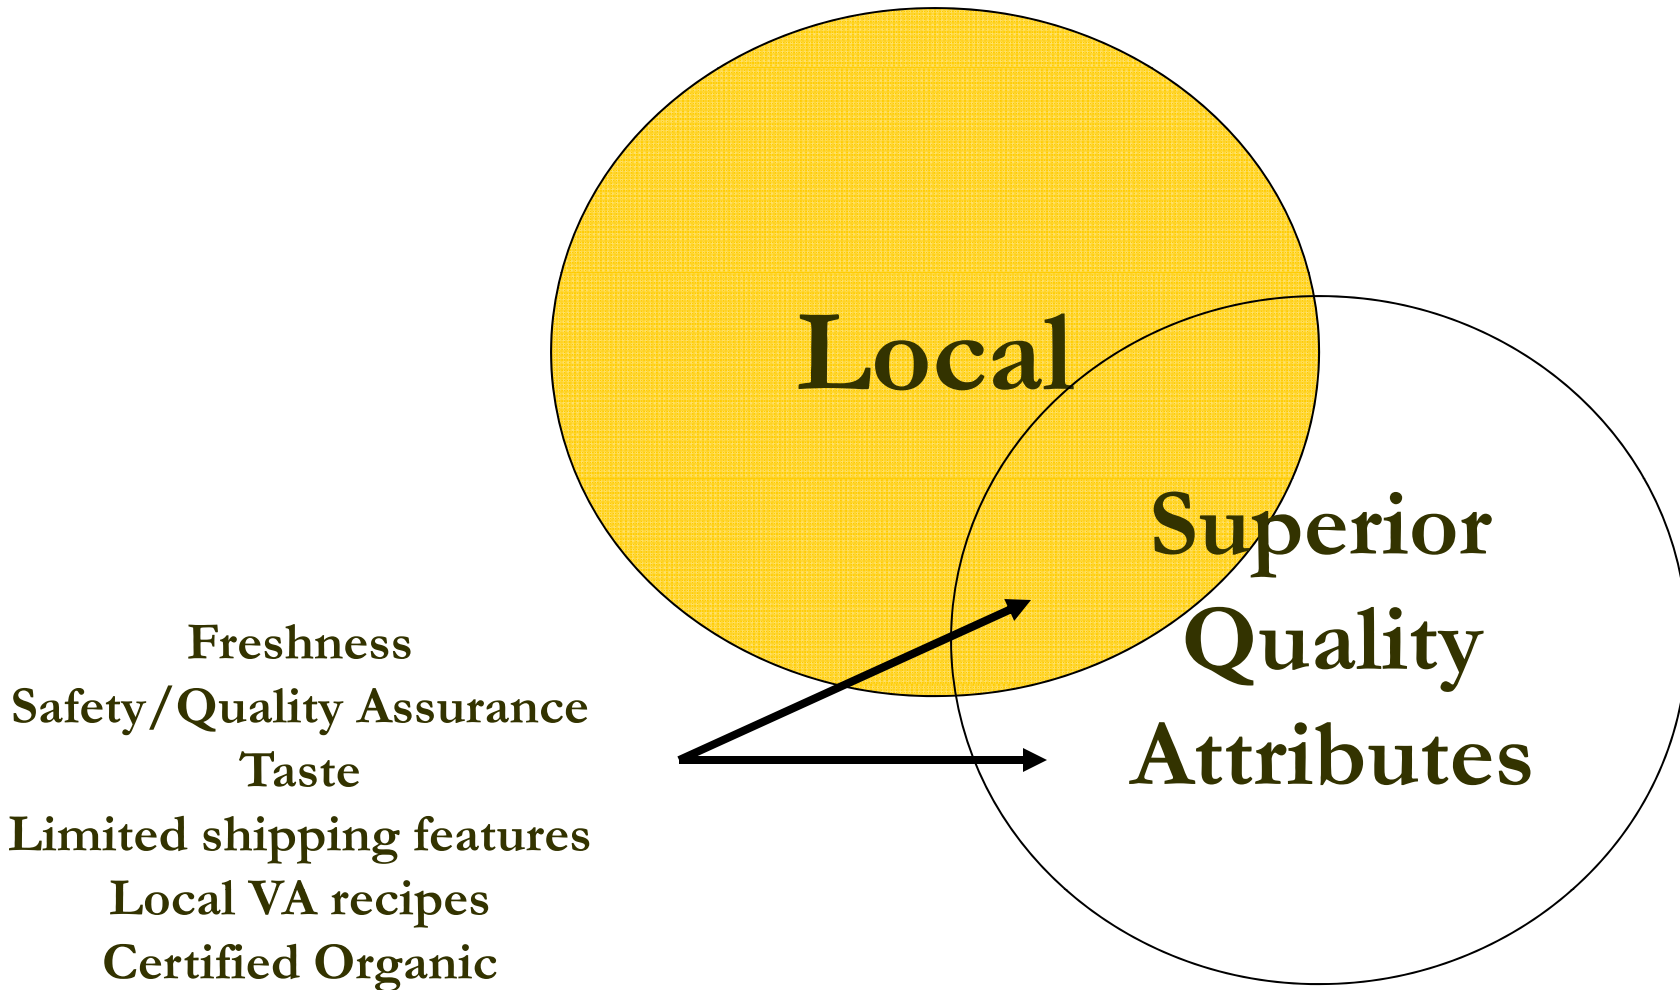 Local
Superior
Quality
Attributes
Freshness
Safety/Quality Assurance
Taste
Limited shipping features
Local VA recipes
Certified Organic